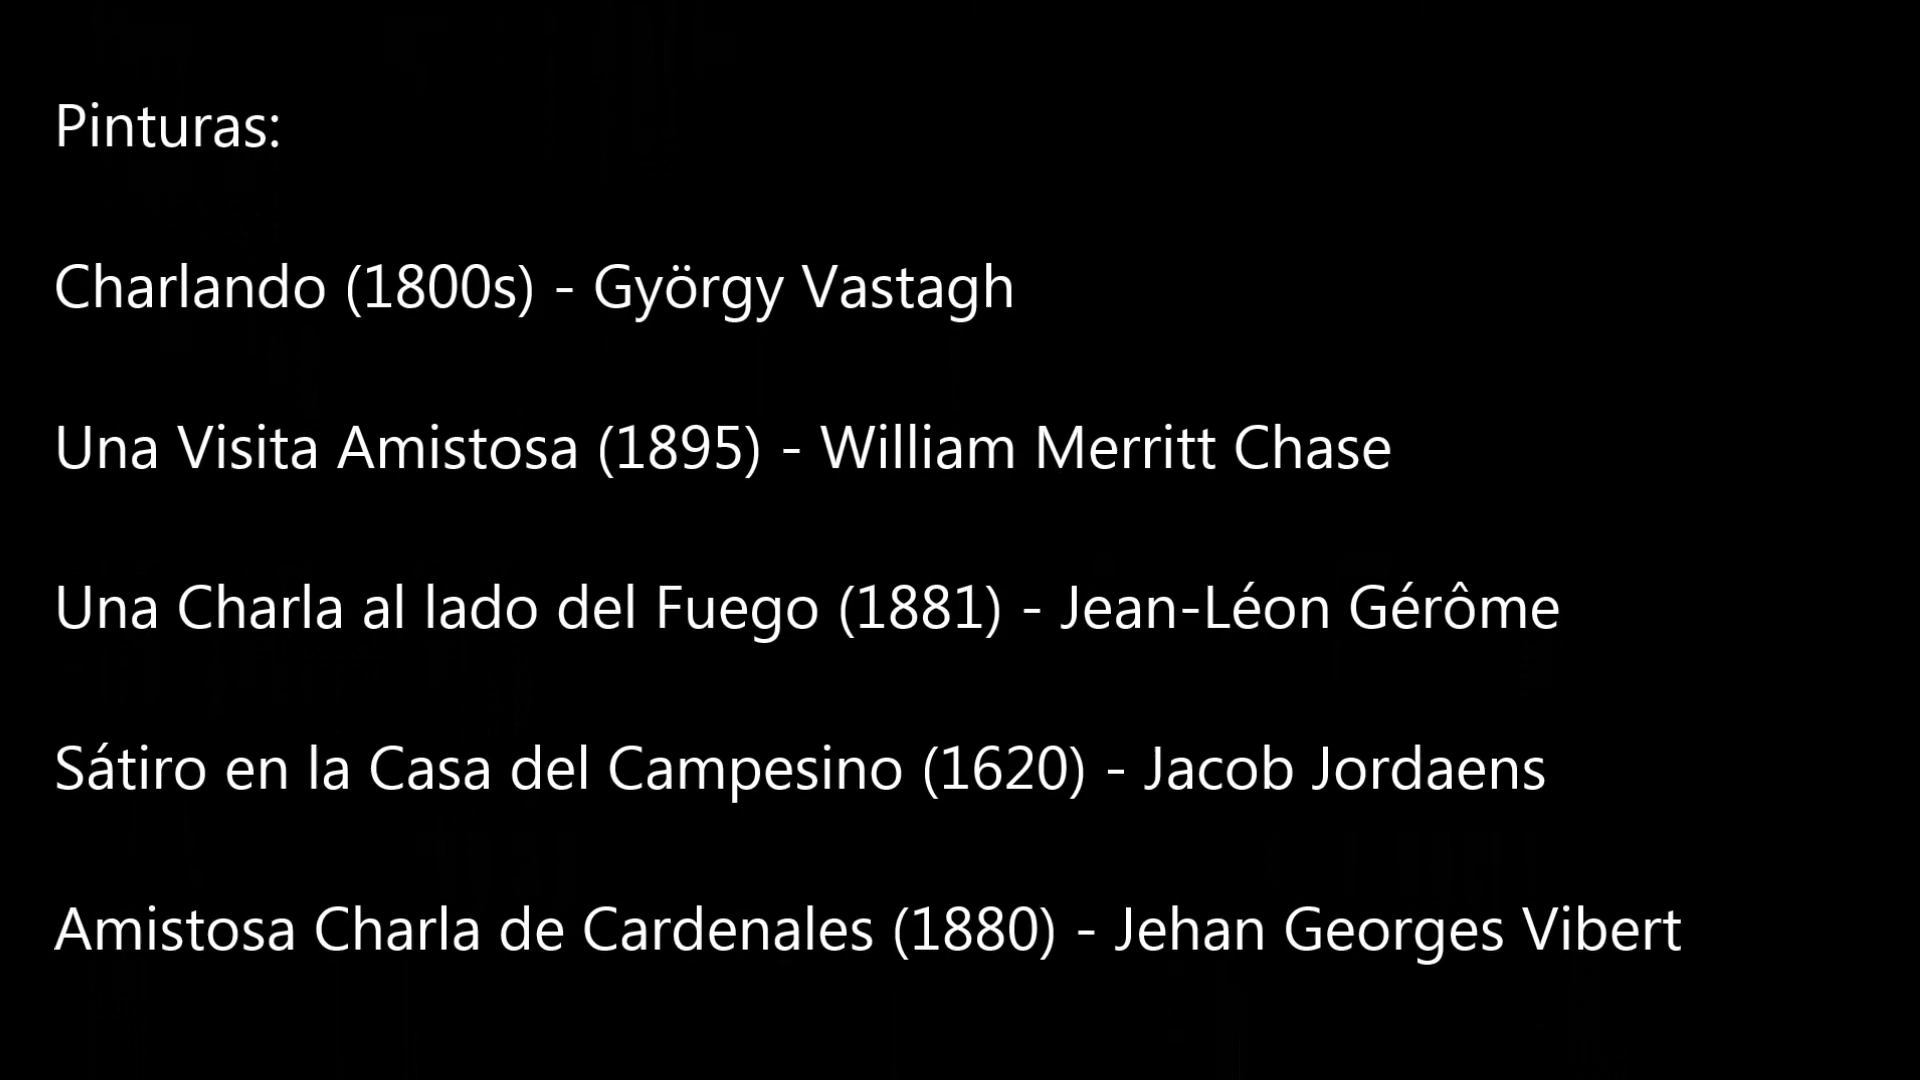 Pinturas:
Charlando (1800s) - György Vastagh
Una Visita Amistosa (1895) - William Merritt Chase
Una Charla al lado del Fuego (1881) - Jean-Léon Gérôme
Sátiro en la Casa del Campesino (1620) - Jacob Jordaens
Amistosa Charla de Cardenales (1880) - Jehan Georges Vibert